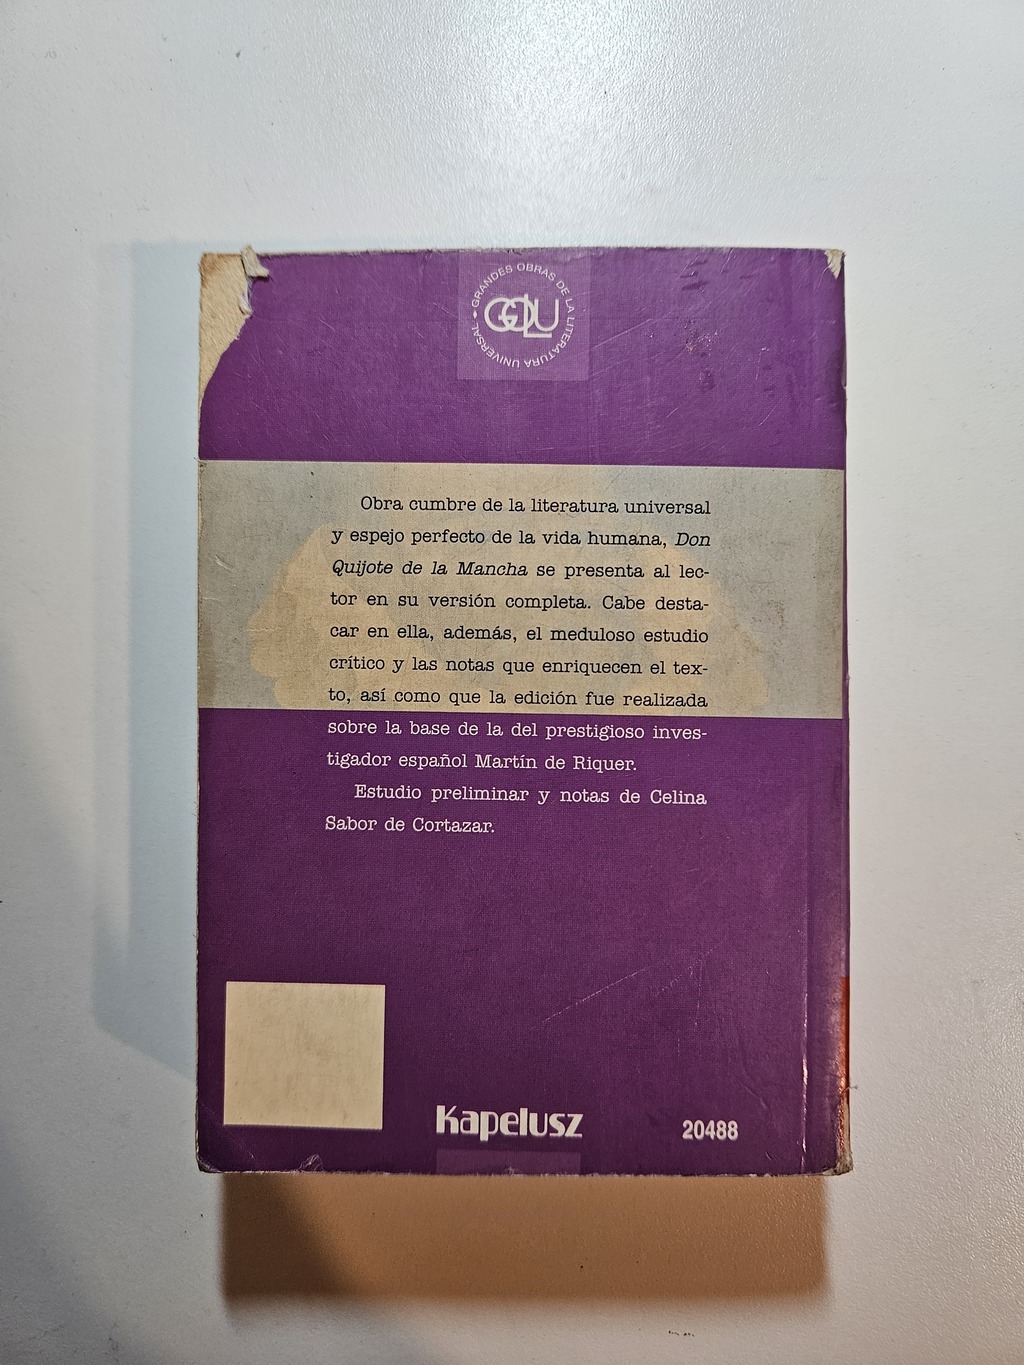 GRANDES OBRAS DE LA LITERATURA UNIVERSAL •
GOLU
Obra cumbre de la literatura universal
y espejo perfecto de la vida humana, Don
Quijote de la Mancha se presenta al lec-
tor en su versión completa. Cabe desta-
car en ella, además, el meduloso estudio
crítico y las notas que enriquecen el tex-
to, así como que la edición fue realizada
sobre la base de la del prestigioso inves-
tigador español Martín de Riquer.
Estudio preliminar y notas de Celina
Sabor de Cortazar.
Kapelusz
20488